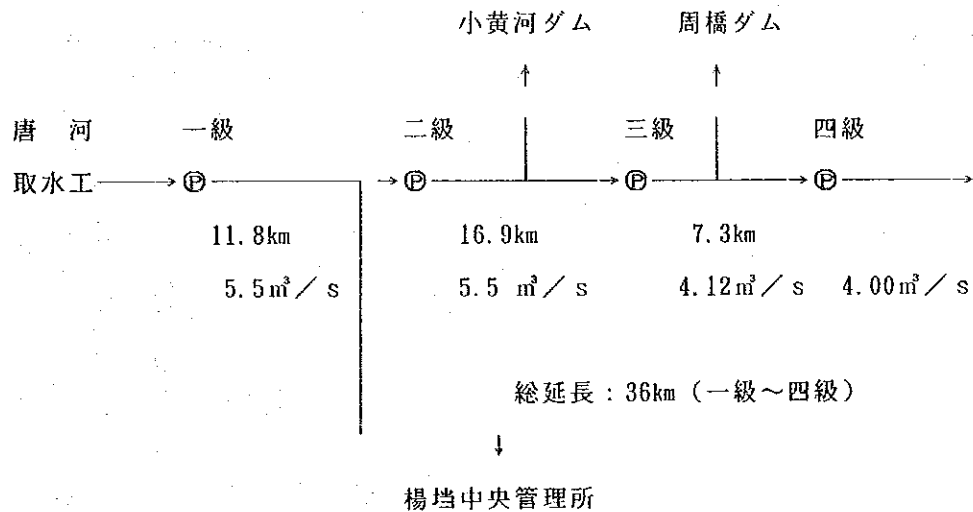 小黄河ダム 周橋ダム
唐 河 一級 二級 三級 四級
取水工 Ⓟ Ⓟ Ⓟ Ⓟ
11.8km 16.9km 7.3km
5.5㎥/s 5.5 ㎥/s 4.12㎥/s 4.00㎥/s
総延長:36km (一級~四級)
楊垱中央管理所